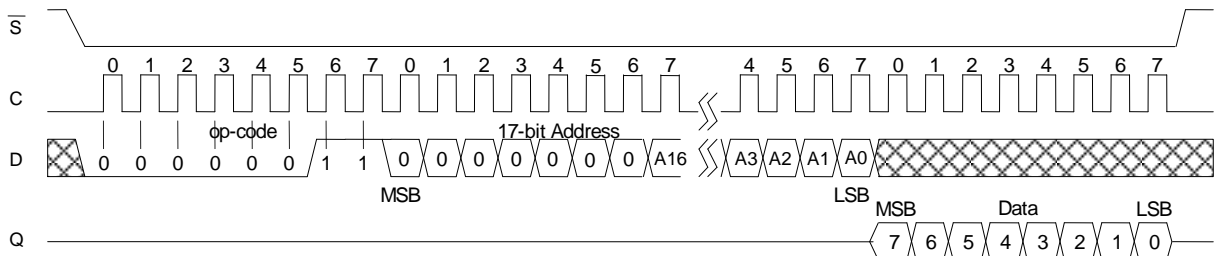 S
0 1 2 3 4 5 6 7 0 1 2 3 4 5 6 7 4 5 6 7 0 1 2 3 4 5 6 7
C
op-code 17-bit Address
D 0 0 0 0 0 0 1 1 0 0 0 0 0 0 0 A16 A3 A2 A1 A0
MSB LSB MSB Data LSB
Q 7 6 5 4 3 2 1 0